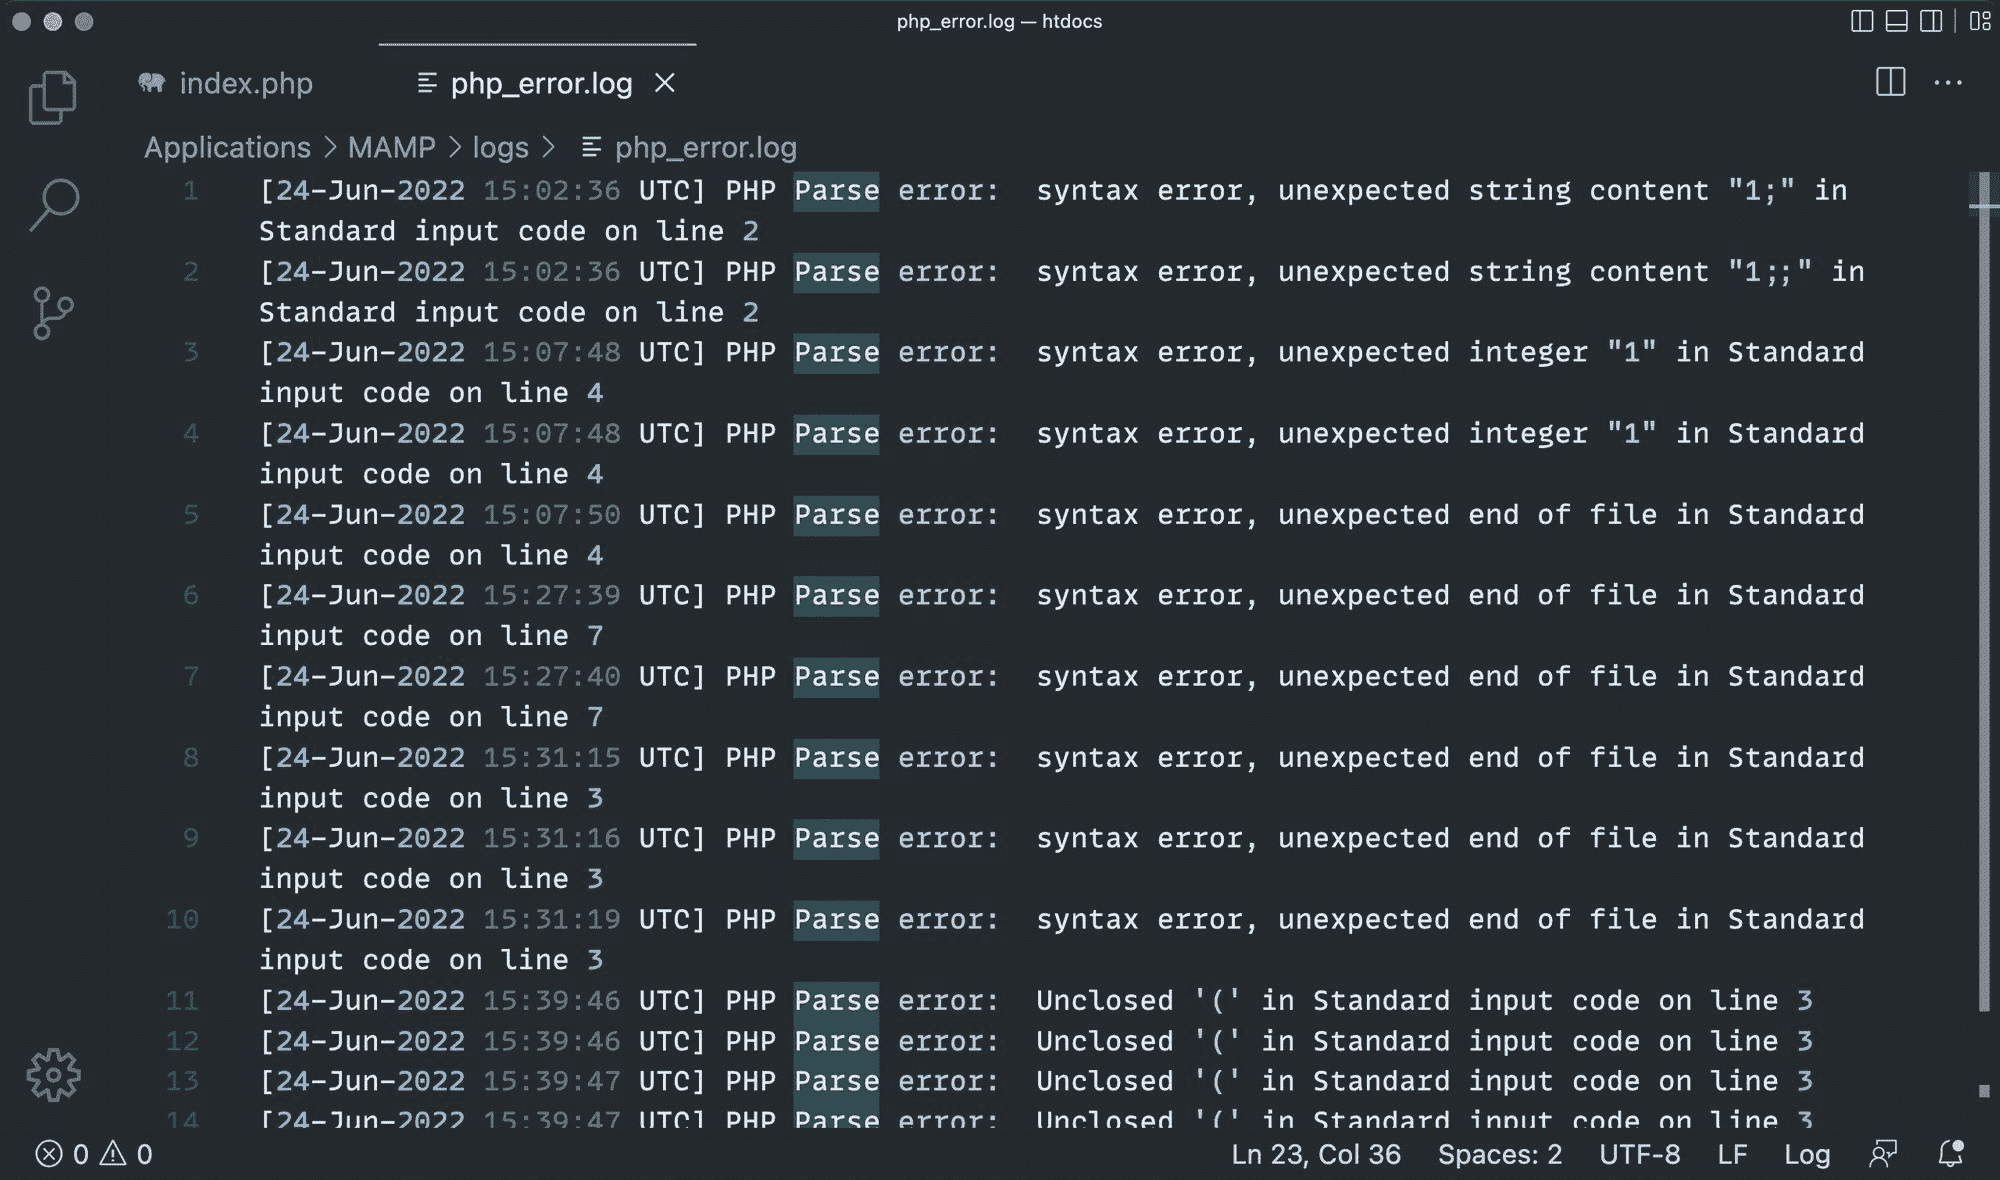 php_error.log — htdocs
index.php
php_error.log
Applications > MAMP > logs > php_error.log
1 [24-Jun-2022 15:02:36 UTC] PHP Parse error:  syntax error, unexpected string content "1;" in
Standard input code on line 2
2 [24-Jun-2022 15:02:36 UTC] PHP Parse error:  syntax error, unexpected string content "1;;" in
Standard input code on line 2
3 [24-Jun-2022 15:07:48 UTC] PHP Parse error:  syntax error, unexpected integer "1" in Standard
input code on line 4
4 [24-Jun-2022 15:07:48 UTC] PHP Parse error:  syntax error, unexpected integer "1" in Standard
input code on line 4
5 [24-Jun-2022 15:07:50 UTC] PHP Parse error:  syntax error, unexpected end of file in Standard
input code on line 4
6 [24-Jun-2022 15:27:39 UTC] PHP Parse error:  syntax error, unexpected end of file in Standard
input code on line 7
7 [24-Jun-2022 15:27:40 UTC] PHP Parse error:  syntax error, unexpected end of file in Standard
input code on line 7
8 [24-Jun-2022 15:31:15 UTC] PHP Parse error:  syntax error, unexpected end of file in Standard
input code on line 3
9 [24-Jun-2022 15:31:16 UTC] PHP Parse error:  syntax error, unexpected end of file in Standard
input code on line 3
10 [24-Jun-2022 15:31:19 UTC] PHP Parse error:  syntax error, unexpected end of file in Standard
input code on line 3
11 [24-Jun-2022 15:39:46 UTC] PHP Parse error:  Unclosed '(' in Standard input code on line 3
12 [24-Jun-2022 15:39:46 UTC] PHP Parse error:  Unclosed '(' in Standard input code on line 3
13 [24-Jun-2022 15:39:47 UTC] PHP Parse error:  Unclosed '(' in Standard input code on line 3
14 [24-Jun-2022 15:39:47 UTC] PHP Parse error:  Unclosed '(' in Standard input code on line 3
0 0 Ln 23, Col 36 Spaces: 2 UTF-8 LF Log